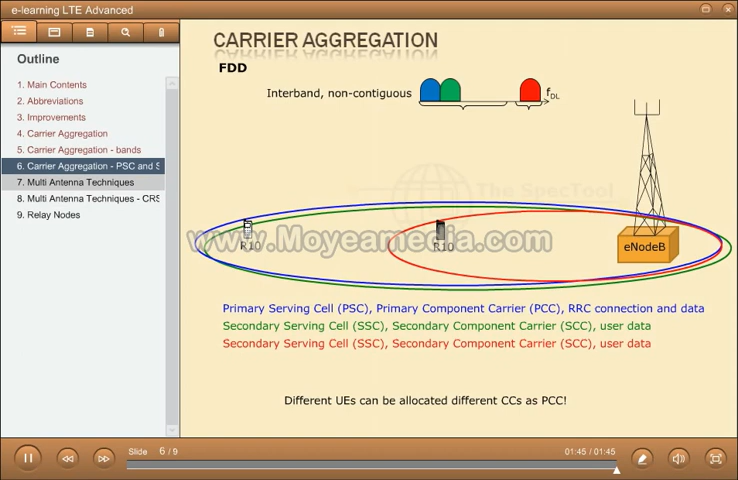 e-learning LTE Advanced
Outline
1. Main Contents
2. Abbreviations
3. Improvements
4. Carrier Aggregation
5. Carrier Aggregation - bands
6. Carrier Aggregation - PSC and S
7. Multi Antenna Techniques
8. Multi Antenna Techniques - CRS
9. Relay Nodes
CARRIER AGGREGATION
FDD
Interband, non-contiguous
fDL
The SpecTool
www.Moyeamedia.com
R10
R10
eNodeB
Primary Serving Cell (PSC), Primary Component Carrier (PCC), RRC connection and data
Secondary Serving Cell (SSC), Secondary Component Carrier (SCC), user data
Secondary Serving Cell (SSC), Secondary Component Carrier (SCC), user data
Different UEs can be allocated different CCs as PCC!
Slide 6 / 9
01:45 / 01:45